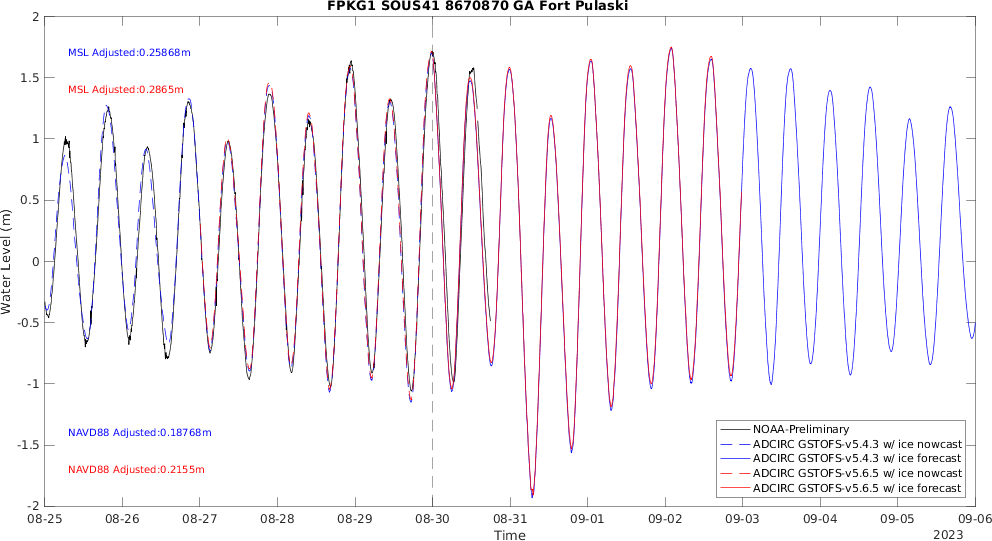 FPKG1 SOUS41 8670870 GA Fort Pulaski
2
1.5
1
0.5
0
-0.5
-1
-1.5
-2
Water Level (m)
MSL Adjusted:0.25868m
MSL Adjusted:0.2865m
NAVD88 Adjusted:0.18768m
NAVD88 Adjusted:0.2155m
NOAA-Preliminary
ADCIRC GSTOFS-v5.4.3 w/ ice nowcast
ADCIRC GSTOFS-v5.4.3 w/ ice forecast
ADCIRC GSTOFS-v5.6.5 w/ ice nowcast
ADCIRC GSTOFS-v5.6.5 w/ ice forecast
08-25 08-26 08-27 08-28 08-29 08-30 08-31 09-01 09-02 09-03 09-04 09-05 09-06
Time
2023